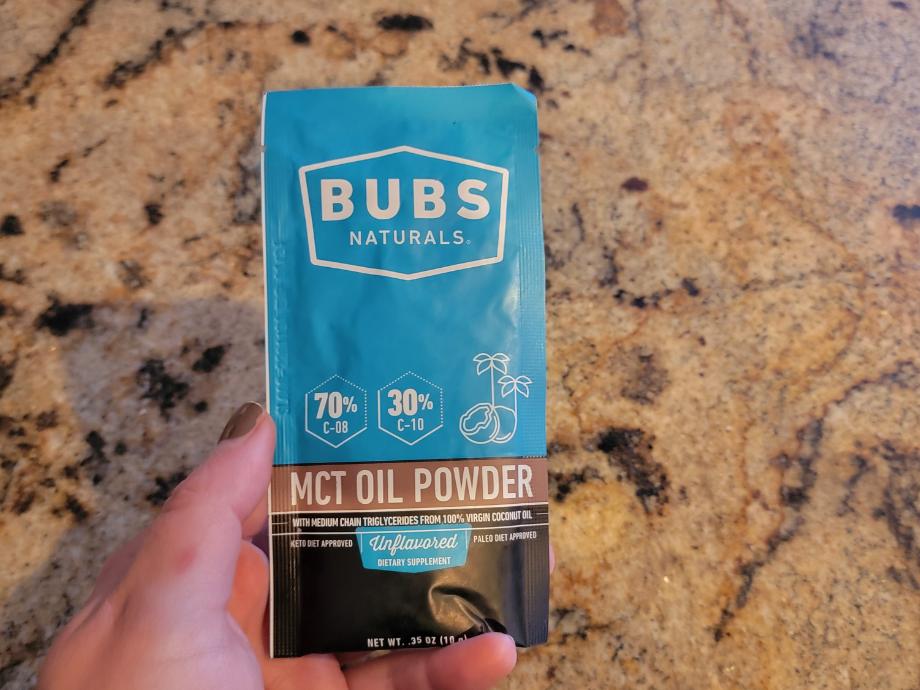 BUBS
NATURALS®
70%
C-08
30%
C-10
MCT OIL POWDER
WITH MEDIUM CHAIN TRIGLYCERIDES FROM 100% VIRGIN COCONUT OIL
KETO DIET APPROVED
Unflavored
PALEO DIET APPROVED
DIETARY SUPPLEMENT
NET WT. .35 OZ (10 g)